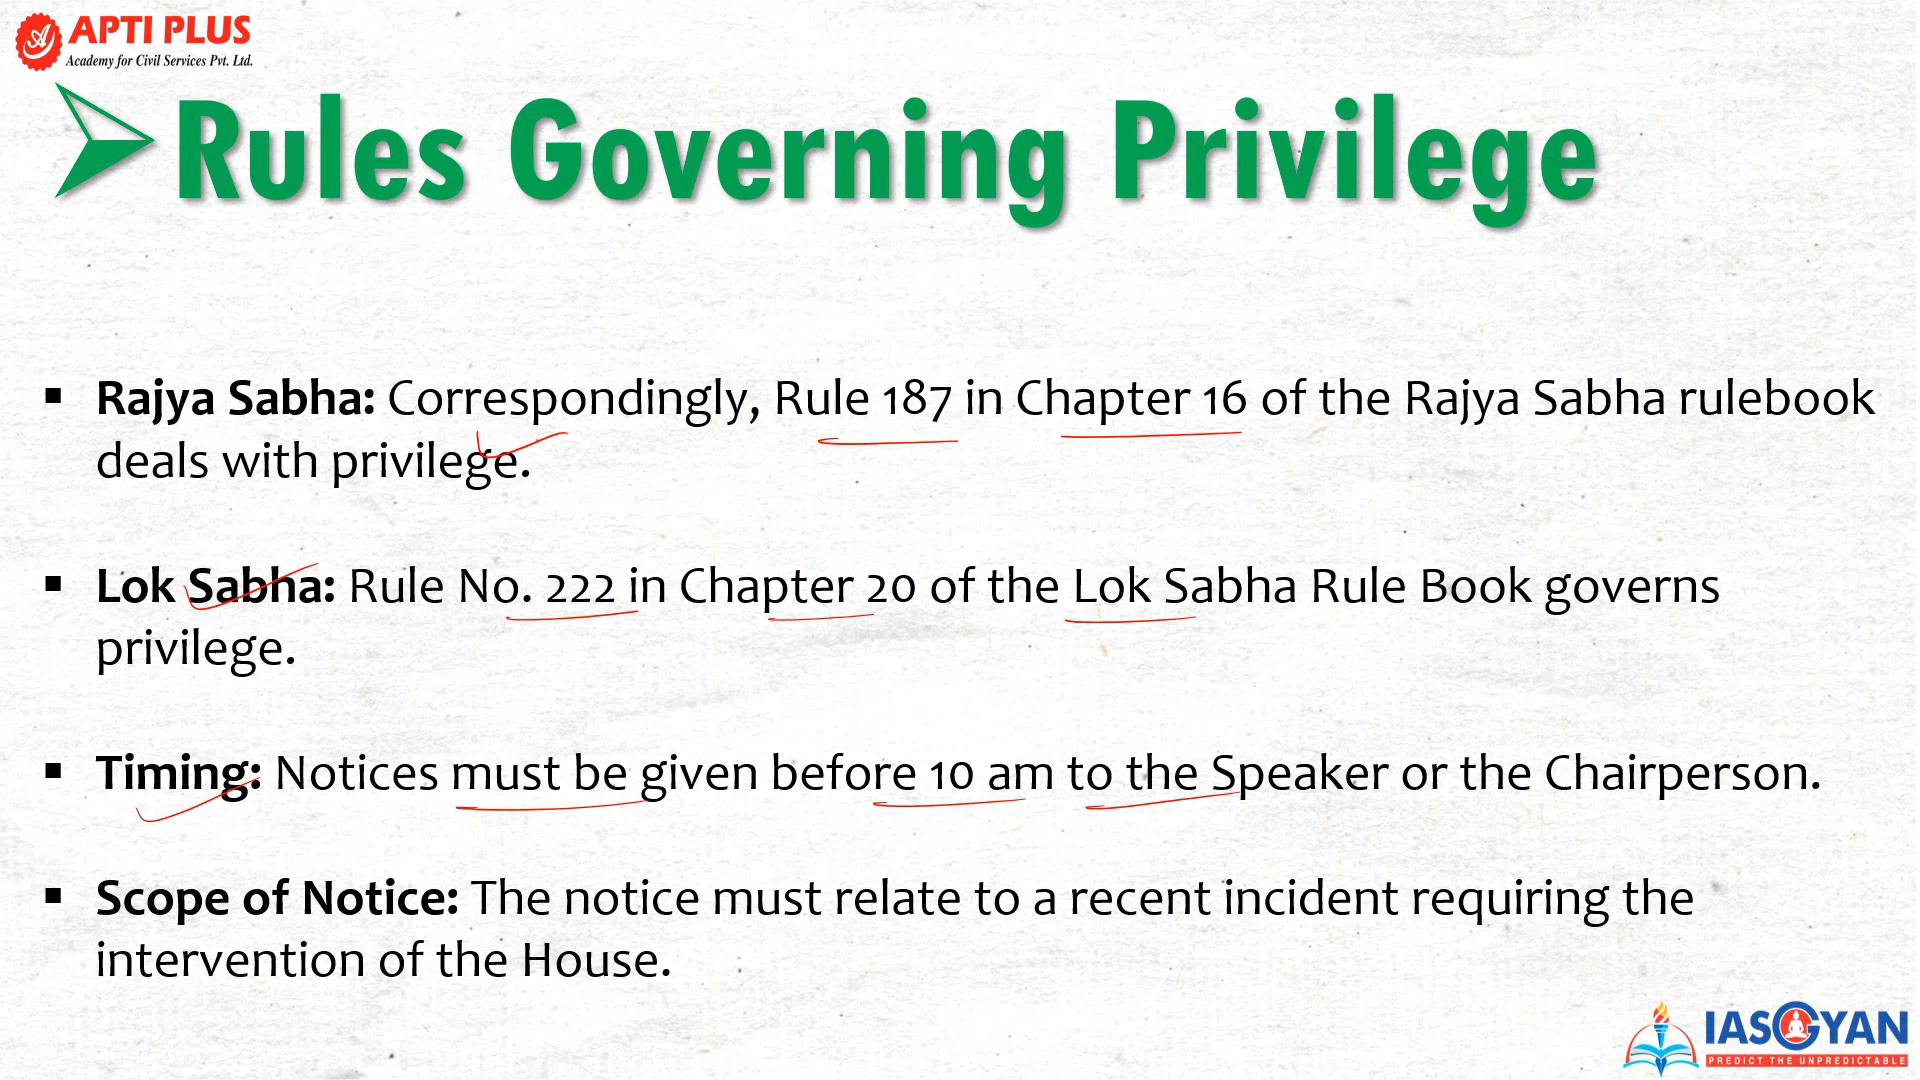 APTI PLUS
Academy for Civil Services Pvt. Ltd.
Rules Governing Privilege
▪ Rajya Sabha: Correspondingly, Rule 187 in Chapter 16 of the Rajya Sabha rulebook
deals with privilege.
▪ Lok Sabha: Rule No. 222 in Chapter 20 of the Lok Sabha Rule Book governs
privilege.
▪ Timing: Notices must be given before 10 am to the Speaker or the Chairperson.
▪ Scope of Notice: The notice must relate to a recent incident requiring the
intervention of the House.
IASGYAN
PREDICT THE UNPREDICTABLE